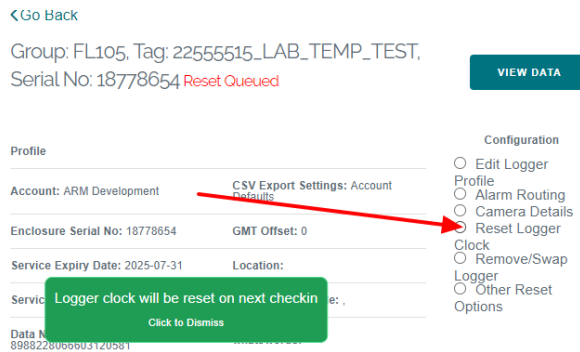 Go Back
Group: FL105, Tag: 22555515_LAB_TEMP_TEST,
Serial No: 18778654 Reset Queued
VIEW DATA
Profile
Account: ARM Development
CSV Export Settings: Account
Defaults
Enclosure Serial No: 18778654
GMT Offset: 0
Service Expiry Date: 2025-07-31
Location:
Servic
e: ,
Data N
8988228066603120581
Logger clock will be reset on next checkin
Click to Dismiss
Configuration
Edit Logger
Profile
Alarm Routing
Camera Details
Reset Logger
Clock
Remove/Swap
Logger
Other Reset
Options